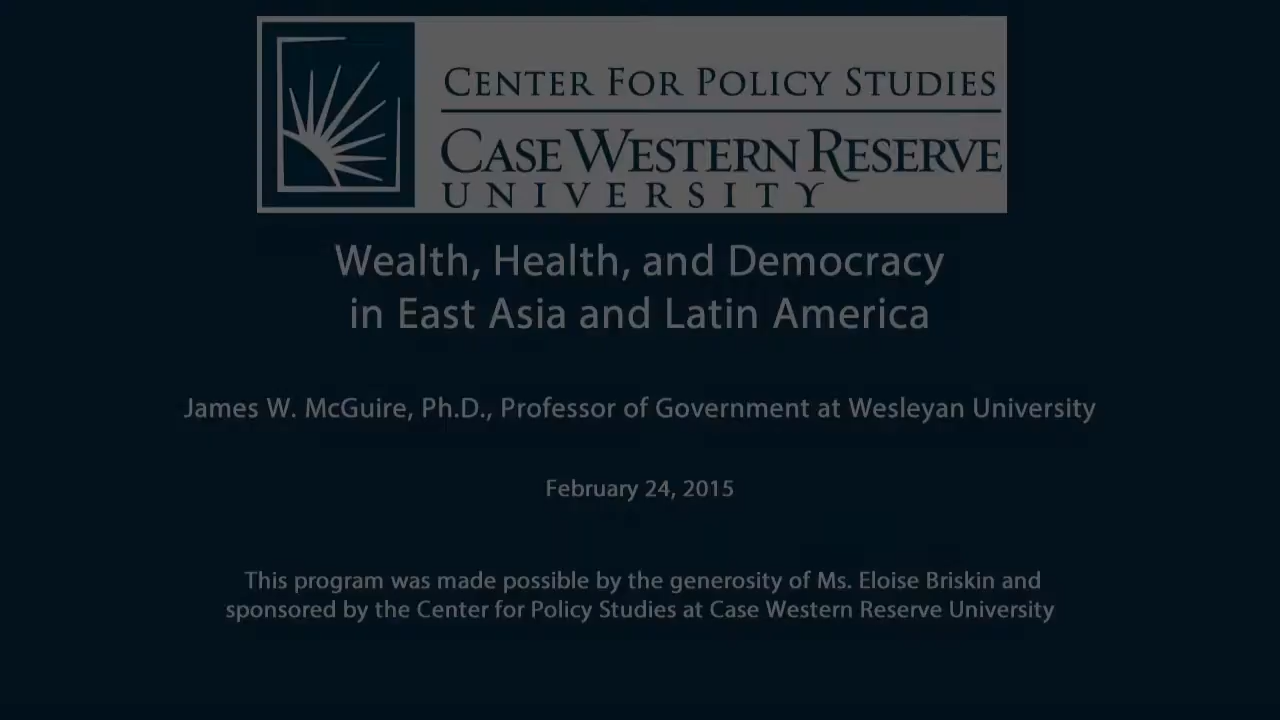 Center For Policy Studies
Case Western Reserve
University
Wealth, Health, and Democracy
in East Asia and Latin America
James W. McGuire, Ph.D., Professor of Government at Wesleyan University
February 24, 2015
This program was made possible by the generosity of Ms. Eloise Briskin and
sponsored by the Center for Policy Studies at Case Western Reserve University